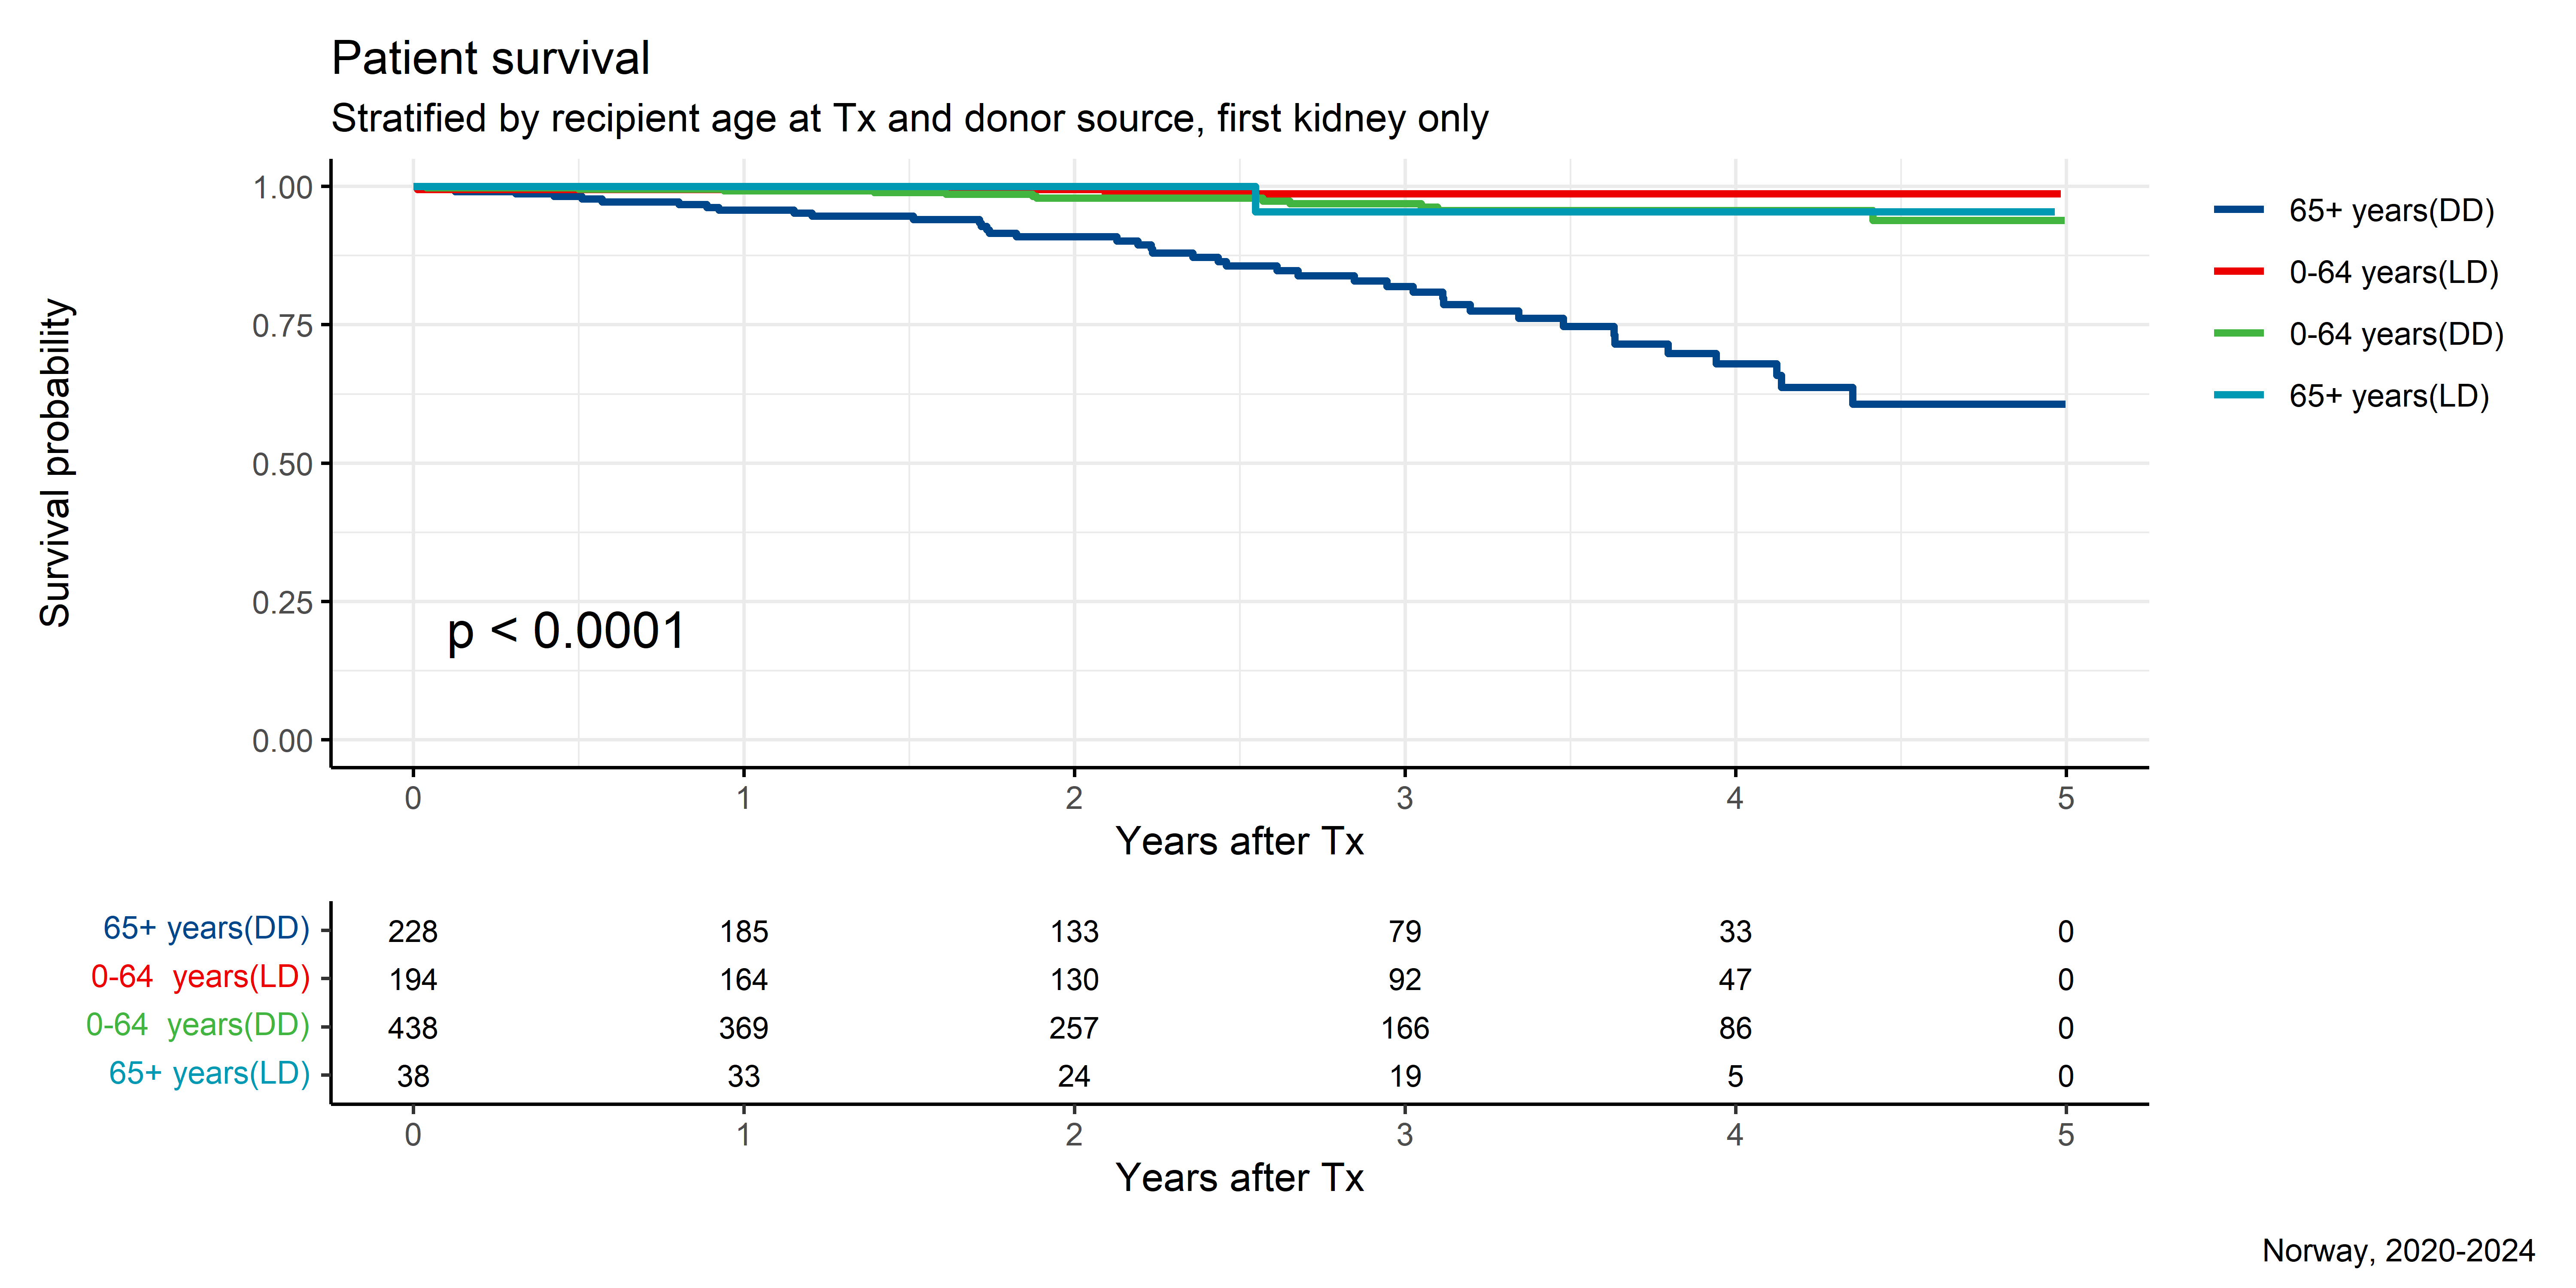 Patient survival
Stratified by recipient age at Tx and donor source, first kidney only
Survival probability
1.00
0.75
0.50
0.25
0.00
p < 0.0001
0 1 2 3 4 5
Years after Tx
65+ years(DD)
0-64 years(LD)
0-64 years(DD)
65+ years(LD)
65+ years(DD) 228 185 133 79 33 0
0-64  years(LD) 194 164 130 92 47 0
0-64  years(DD) 438 369 257 166 86 0
65+ years(LD) 38 33 24 19 5 0
0 1 2 3 4 5
Years after Tx
Norway, 2020-2024